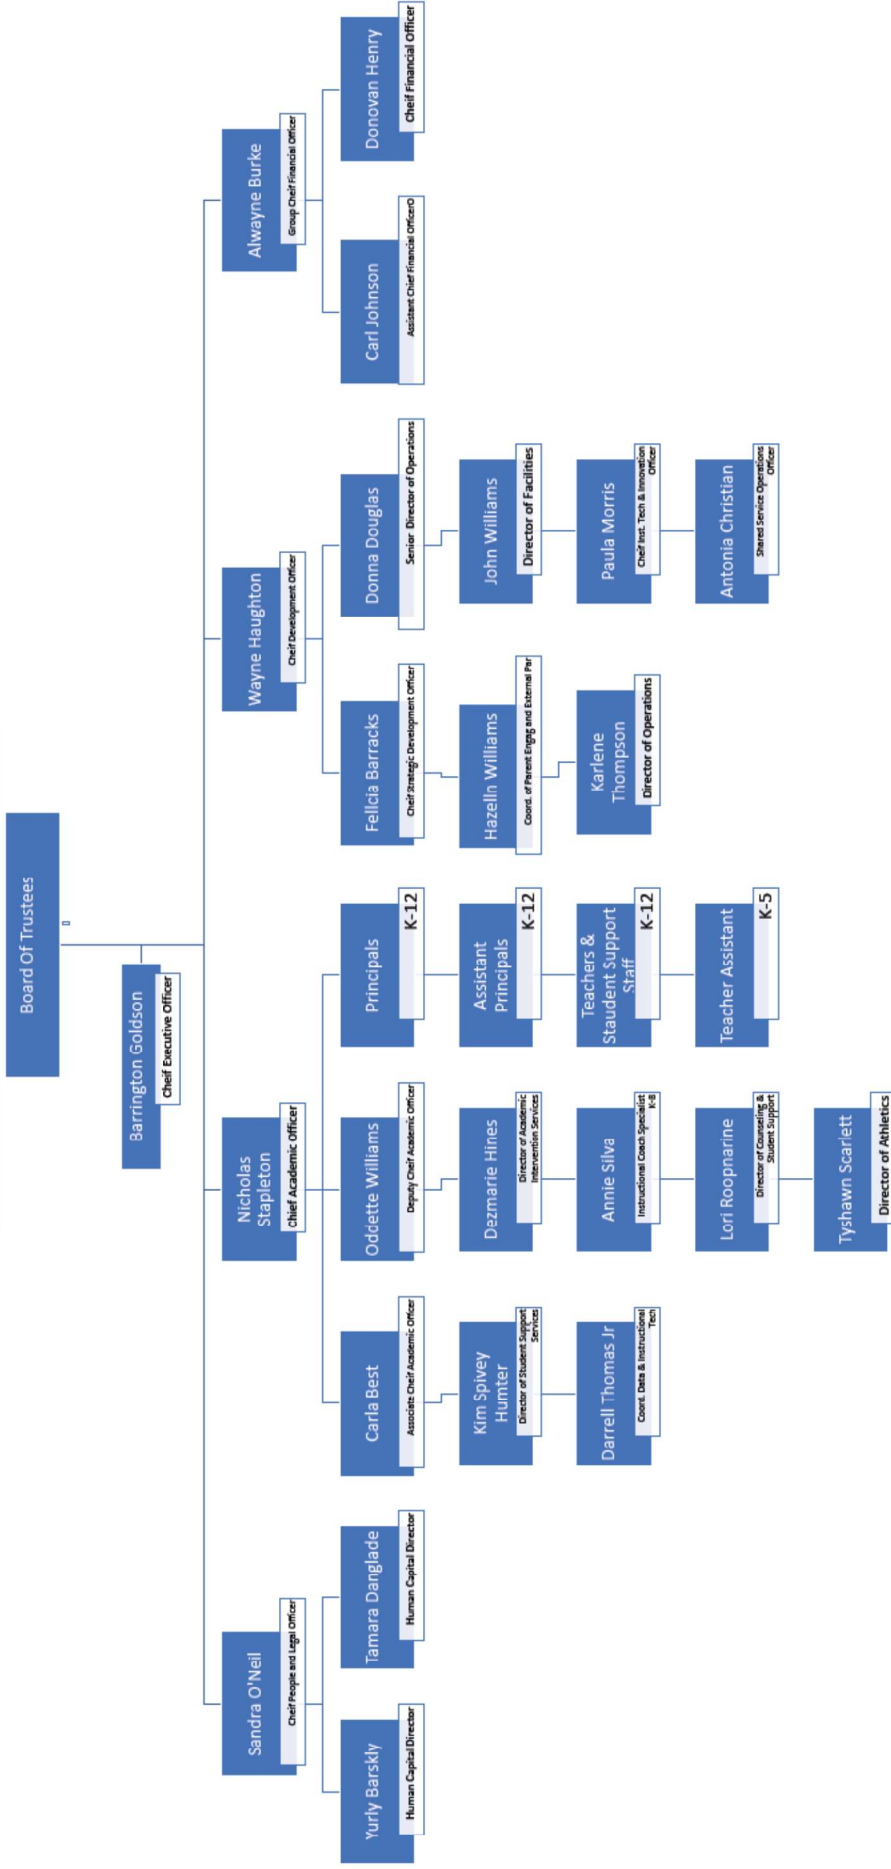 Board Of Trustees
Barrington Goldson
Cheif Executive Officer
Sandra O'Neil
Cheif People and Legal Officer
Nicholas
Stapleton
Chief Academic Officer
Wayne Haughton
Cheif Development Officer
Alwayne Burke
Group Cheif Financial Officer
Yurly Barskly
Human Capital Director
Tamara Danglade
Human Capital Director
Carla Best
Associate Cheif Academic Officer
Oddette Williams
Deputy Cheif Academic Officer
Principals
K-12
Fellcia Barracks
Cheif Strategic Development Officer
Donna Douglas
Senior Director of Operations
Carl Johnson
Assistant Chief Financial OfficerO
Donovan Henry
Cheif Financial Officer
Kim Spivey
Humter
Director of Student Support
Services
Dezmarie Hines
Director of Academic
Intervention Services
Assistant
Principals
K-12
Hazelln Williams
Coord. of Parent Engag and External Par
John Williams
Director of Facilities
Darrell Thomas Jr
Coord. Data & Instructional
Tech
Annie Silva
Instructional Coach Specialist
K-8
Teachers &
Staudent Support
Staff
K-12
Karlene
Thompson
Director of Operations
Paula Morris
Cheif Inst. Tech & Innovation
Officer
Lori Roopnarine
Director of Counseling &
Student Support
Teacher Assistant
K-5
Antonia Christian
Shared Service Operations
Officer
Tyshawn Scarlett
Director of Athletics